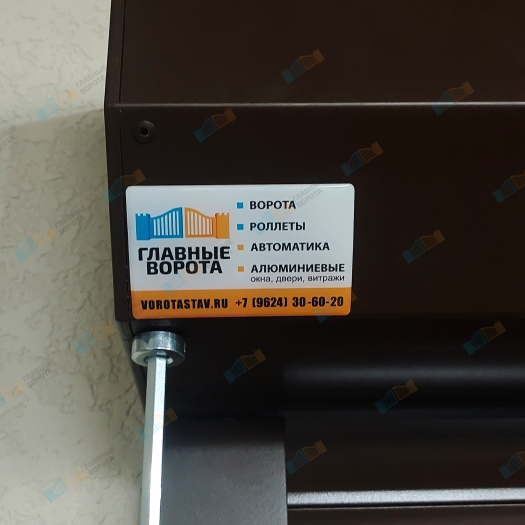 ГЛАВНЫЕ
ВОРОТА
ВОРОТА
РОЛЛЕТЫ
АВТОМАТИКА
АЛЮМИНИЕВЫЕ
окна, двери, витражи
VOROTASTAV.RU +7 (9624) 30-60-20